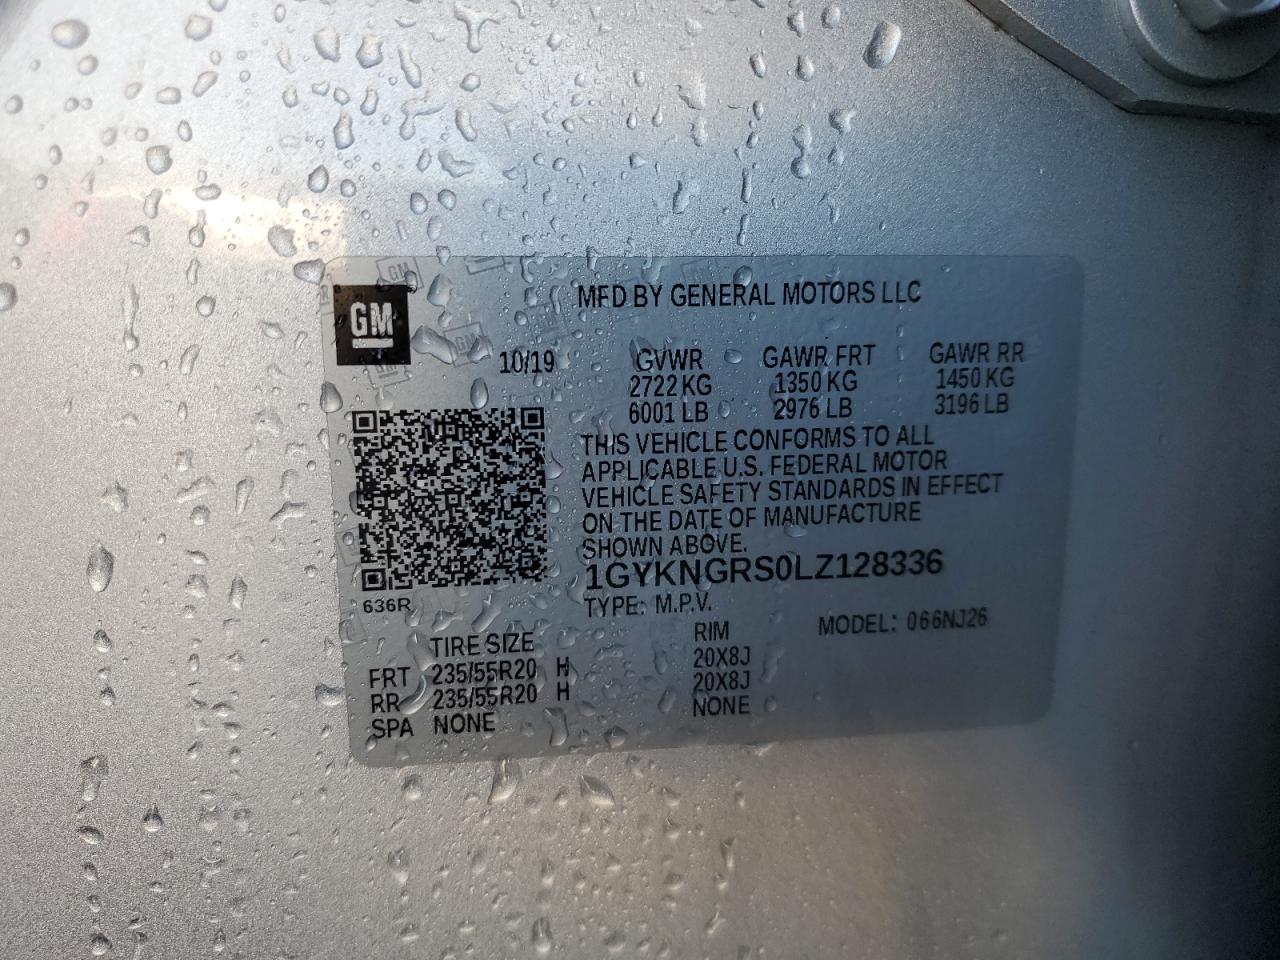 GM
MFD BY GENERAL MOTORS LLC
10/19 GVWR GAWR FRT GAWR RR
2722 KG 1350 KG 1450 KG
6001 LB 2976 LB 3196 LB
THIS VEHICLE CONFORMS TO ALL
APPLICABLE U.S. FEDERAL MOTOR
VEHICLE SAFETY STANDARDS IN EFFECT
ON THE DATE OF MANUFACTURE
SHOWN ABOVE.
1GYKNGRS0LZ128336
636R TYPE: M.P.V.
MODEL: 066NJ26
TIRE SIZE RIM
FRT 235/55R20 H 20X8J
RR 235/55R20 H 20X8J
SPA NONE NONE
GM
GM
GM